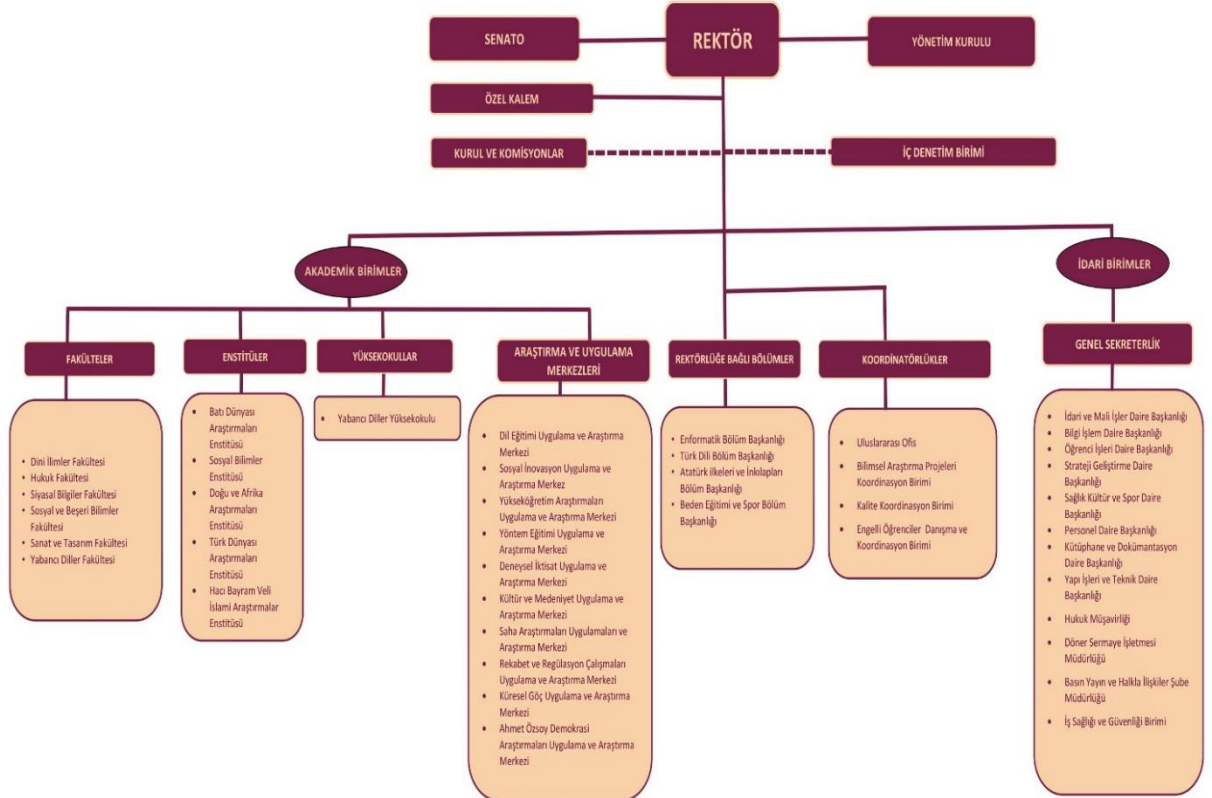 SENATO
REKTÖR
YÖNETİM KURULU
ÖZEL KALEM
KURUL VE KOMİSYONLAR
İÇ DENETİM BİRİMİ
AKADEMİK BİRİMLER
İDARİ BİRİMLER
FAKÜLTELER
• Dini İlimler Fakültesi
• Hukuk Fakültesi
• Siyasal Bilgiler Fakültesi
• Sosyal ve Beşeri Bilimler
Fakültesi
• Sanat ve Tasarım Fakültesi
• Yabancı Diller Fakültesi
ENSTİTÜLER
• Batı Dünyası
Araştırmaları
Enstitüsü
• Sosyal Bilimler
Enstitüsü
• Doğu ve Afrika
Araştırmaları
Enstitüsü
• Türk Dünyası
Araştırmaları
Enstitüsü
• Hacı Bayram Veli
İslami Araştırmalar
Enstitüsü
YÜKSEKOKULLAR
• Yabancı Diller Yüksekokulu
ARAŞTIRMA VE UYGULAMA
MERKEZLERİ
• Dil Eğitimi Uygulama ve Araştırma
Merkezi
• Sosyal İnovasyon Uygulama ve
Araştırma Merkez
• Yükseköğretim Araştırmaları
Uygulama ve Araştırma Merkezi
• Yöntem Eğitimi Uygulama ve
Araştırma Merkezi
• Deneysel İktisat Uygulama ve
Araştırma Merkezi
• Kültür ve Medeniyet Uygulama ve
Araştırma Merkezi
• Saha Araştırmaları Uygulamaları ve
Araştırma Merkezi
• Rekabet ve Regülasyon Çalışmaları
Uygulama ve Araştırma Merkezi
• Küresel Göç Uygulama ve Araştırma
Merkezi
• Ahmet Özsoy Demokrasi
Araştırmaları Uygulama ve Araştırma
Merkezi
REKTÖRLÜĞE BAĞLI BÖLÜMLER
• Enformatik Bölüm Başkanlığı
• Türk Dili Bölüm Başkanlığı
• Atatürk ilkeleri ve İnkılapları
Bölüm Başkanlığı
• Beden Eğitimi ve Spor Bölüm
Başkanlığı
KOORDİNATÖRLÜKLER
• Uluslararası Ofis
• Bilimsel Araştırma Projeleri
Koordinasyon Birimi
• Kalite Koordinasyon Birimi
• Engelli Öğrenciler Danışma ve
Koordinasyon Birimi
GENEL SEKRETERLİK
• İdari ve Mali İşler Daire Başkanlığı
• Bilgi İşlem Daire Başkanlığı
• Öğrenci İşleri Daire Başkanlığı
• Strateji Geliştirme Daire
Başkanlığı
• Sağlık Kültür ve Spor Daire
Başkanlığı
• Personel Daire Başkanlığı
• Kütüphane ve Dokümantasyon
Daire Başkanlığı
• Yapı İşleri ve Teknik Daire
Başkanlığı
• Hukuk Müşavirliği
• Döner Sermaye İşletmesi
Müdürlüğü
• Basın Yayın ve Halkla İlişkiler Şube
Müdürlüğü
• İş Sağlığı ve Güvenliği Birimi